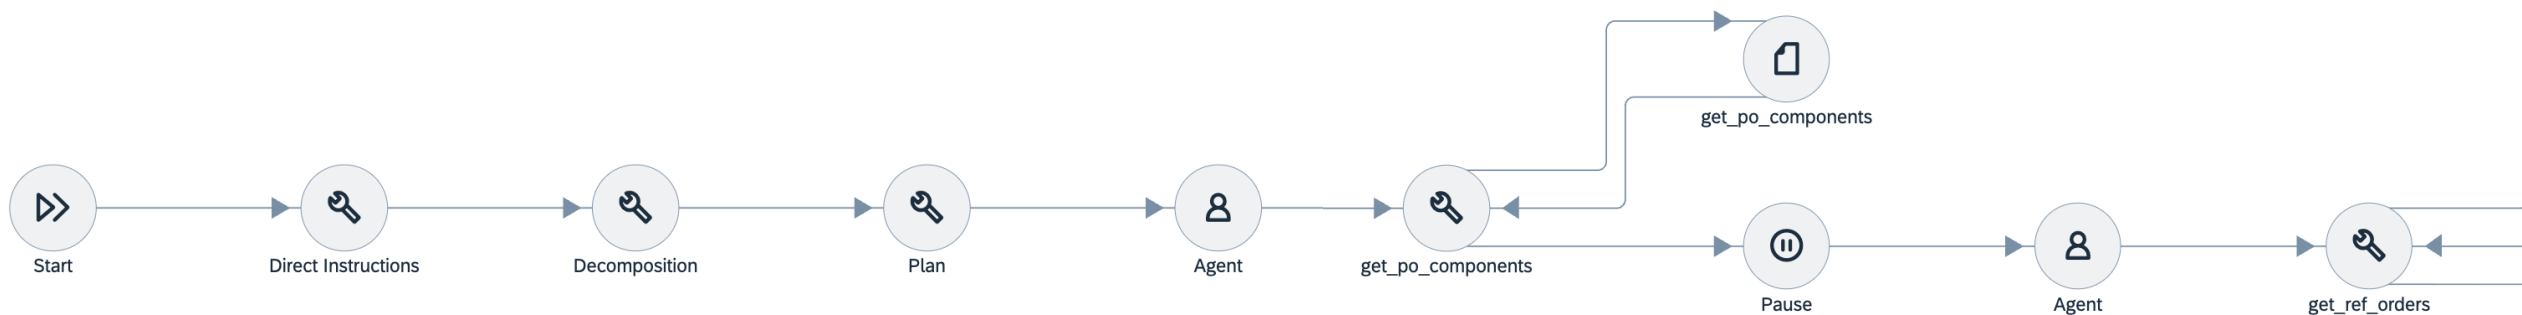 get_po_components
Start
Direct Instructions
Decomposition
Plan
Agent
get_po_components
Pause
Agent
get_ref_orders